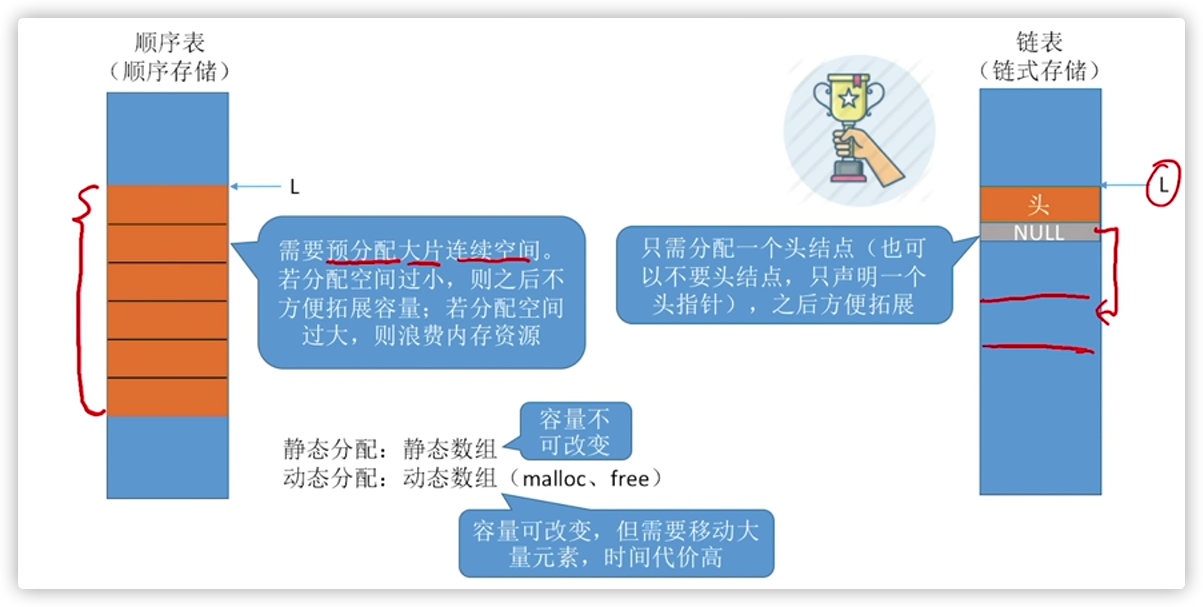 顺序表
（顺序存储）
L
需要预分配大片连续空间。
若分配空间过小，则之后不
方便拓展容量；若分配空间
过大，则浪费内存资源
静态分配：静态数组
容量不
可改变
动态分配：动态数组（malloc、free）
容量可改变，但需要移动大
量元素，时间代价高
链表
（链式存储）
L
头
NULL
只需分配一个头结点（也可
以不要头结点，只声明一个
头指针），之后方便拓展